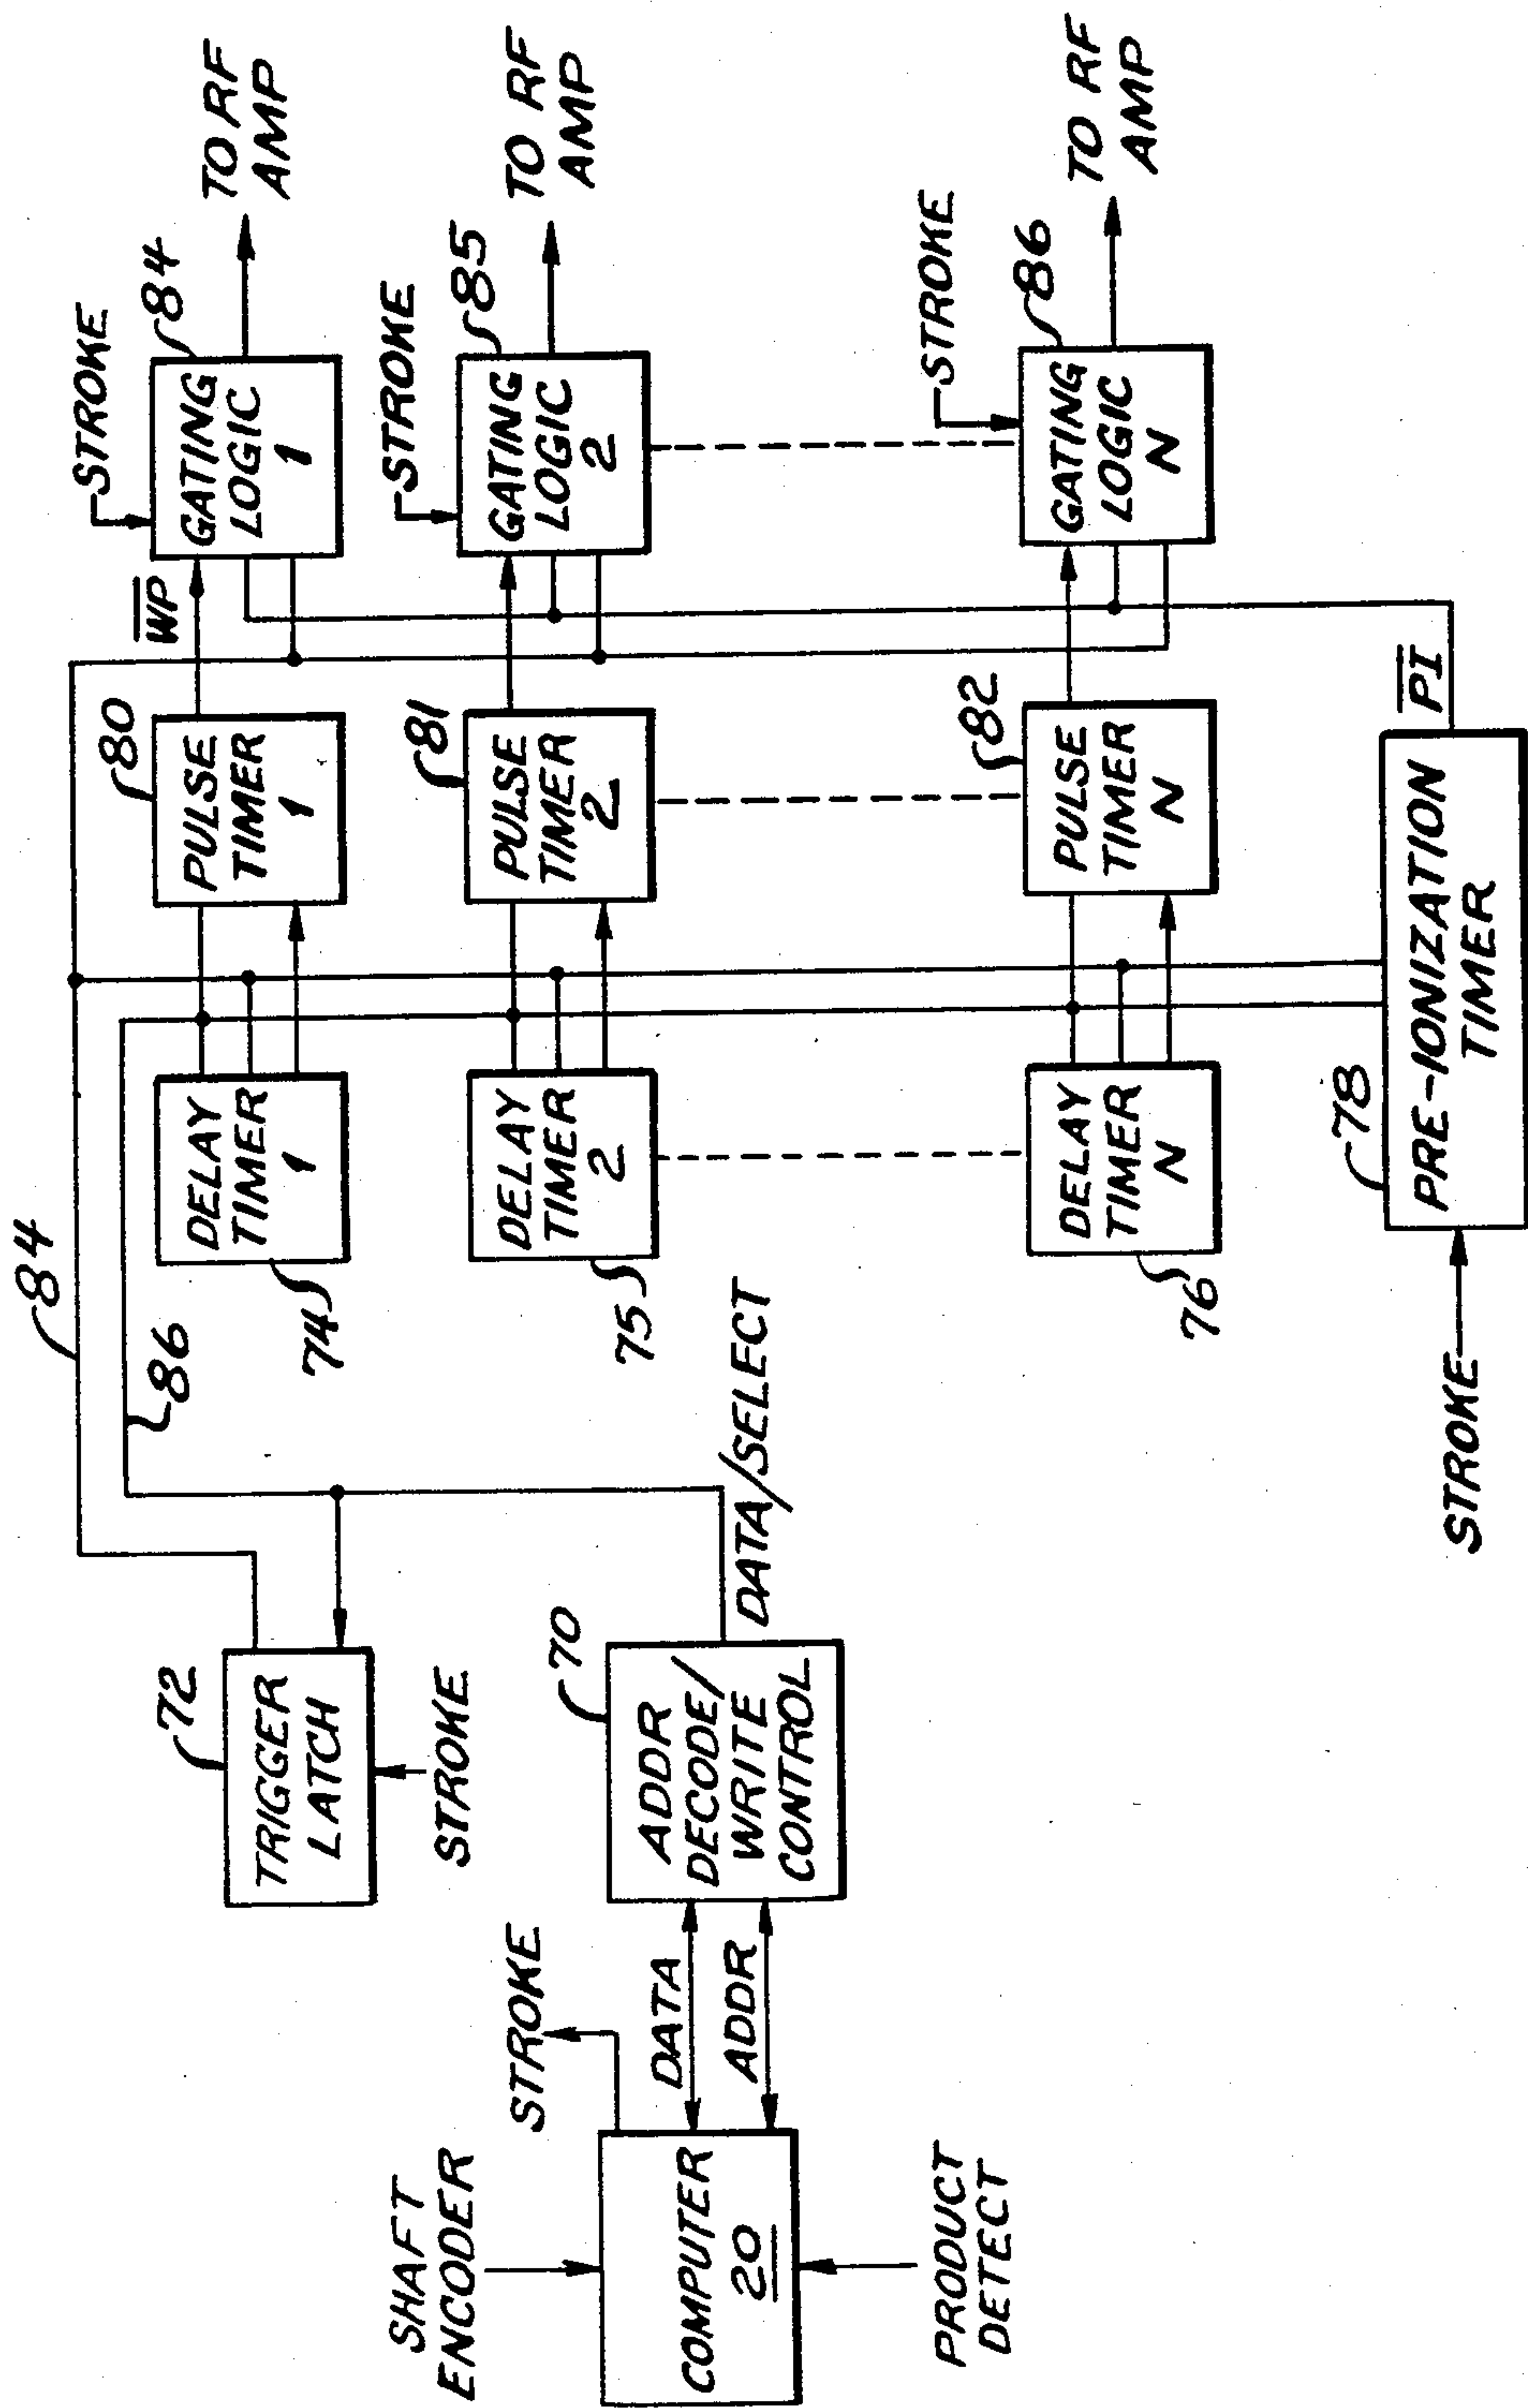 SHAFT
ENCODER
COMPUTER
20
PRODUCT
DETECT
STROKE
DATA
ADDR
72
TRIGGER
LATCH
STROKE
70
ADDR
DECODE/
WRITE
CONTROL
DATA/SELECT
84
86
DELAY
TIMER
1
74
DELAY
TIMER
2
75
DELAY
TIMER
N
76
STROKE
78
PRE-IONIZATION
TIMER
80
PULSE
TIMER
1
81
PULSE
TIMER
2
82
PULSE
TIMER
N
W̅P̅
P̅I̅
STROKE
84
GATING
LOGIC
1
TO RF
AMP
STROKE
85
GATING
LOGIC
2
TO RF
AMP
STROKE
86
GATING
LOGIC
N
TO RF
AMP